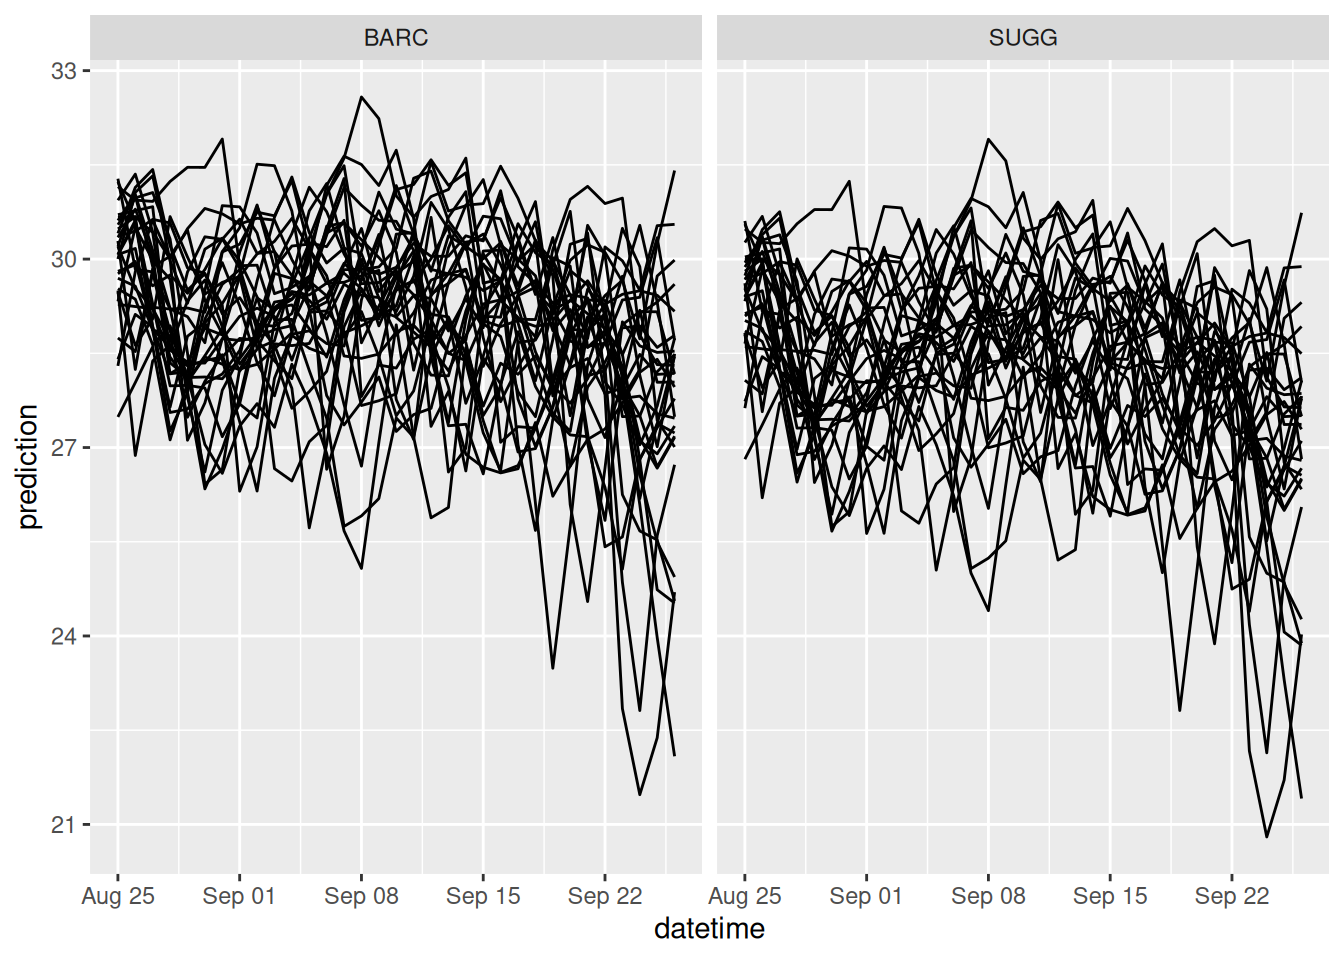 BARC
SUGG
33
30
27
24
21
prediction
Aug 25
Sep 01
Sep 08
Sep 15
Sep 22
Aug 25
Sep 01
Sep 08
Sep 15
Sep 22
datetime